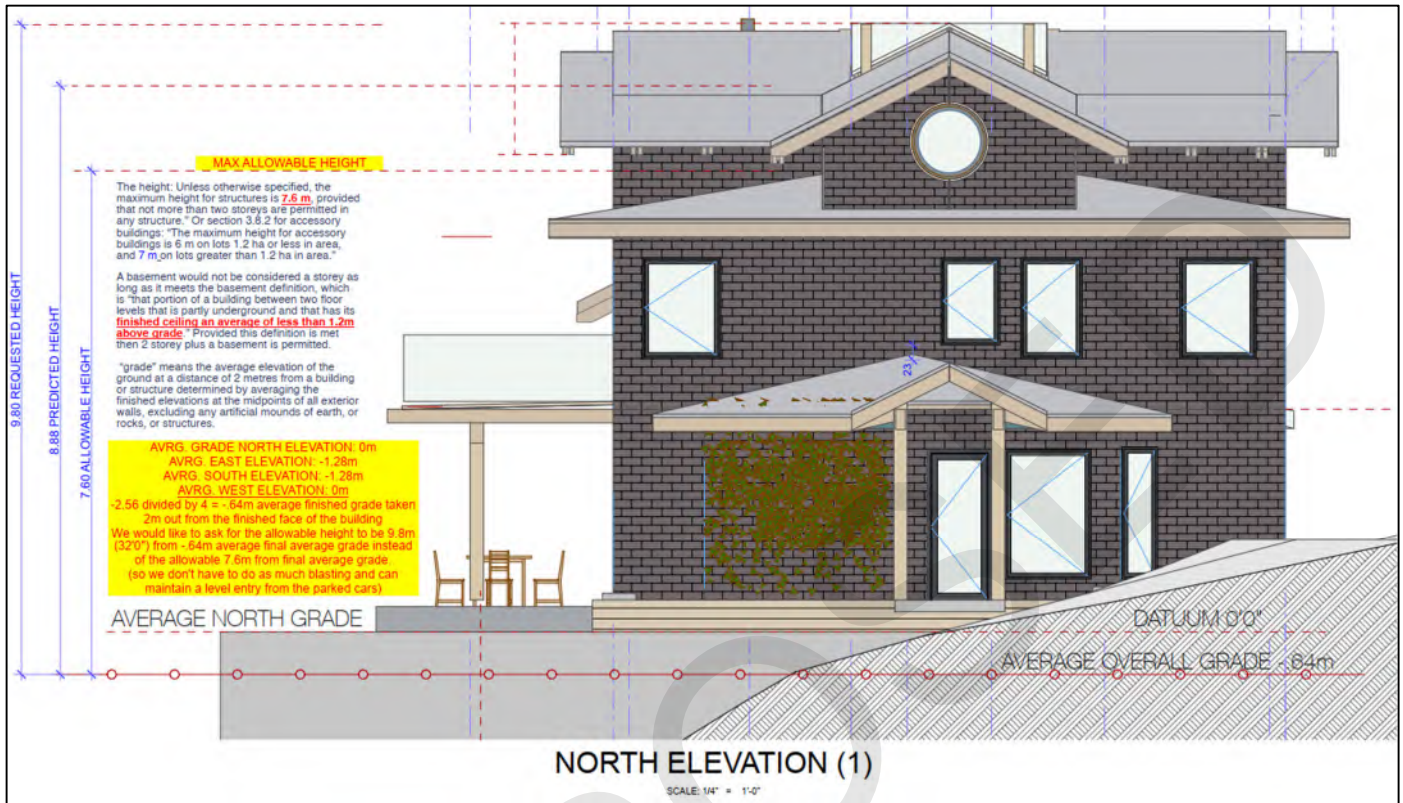 MAX ALLOWABLE HEIGHT
The height: Unless otherwise specified, the
maximum height for structures is 7.6 m, provided
that not more than two storeys are permitted in
any structure." Or section 3.8.2 for accessory
buildings: "The maximum height for accessory
buildings is 6 m on lots 1.2 ha or less in area,
and 7 m on lots greater than 1.2 ha in area."
A basement would not be considered a storey as
long as it meets the basement definition, which
is "that portion of a building between two floor
levels that is partly underground and that has its
finished ceiling an average of less than 1.2m
above grade." Provided this definition is met
then 2 storey plus a basement is permitted.
"grade" means the average elevation of the
ground at a distance of 2 metres from a building
or structure determined by averaging the
finished elevations at the midpoints of all exterior
walls, excluding any artificial mounds of earth, or
rocks, or structures.
AVRG. GRADE NORTH ELEVATION: 0m
AVRG. EAST ELEVATION: -1.28m
AVRG. SOUTH ELEVATION: -1.28m
AVRG. WEST ELEVATION: 0m
-2.56 divided by 4 = -.64m average finished grade taken
2m out from the finished face of the building
We would like to ask for the allowable height to be 9.8m
(32'0") from -.64m average final average grade instead
of the allowable 7.6m from final average grade.
(so we don't have to do as much blasting and can
maintain a level entry from the parked cars)
9.80 REQUESTED HEIGHT
8.88 PREDICTED HEIGHT
7.60 ALLOWABLE HEIGHT
23
AVERAGE NORTH GRADE
DATUUM 0'0"
AVERAGE OVERALL GRADE -.64m
NORTH ELEVATION (1)
SCALE: 1/4" = 1'-0"